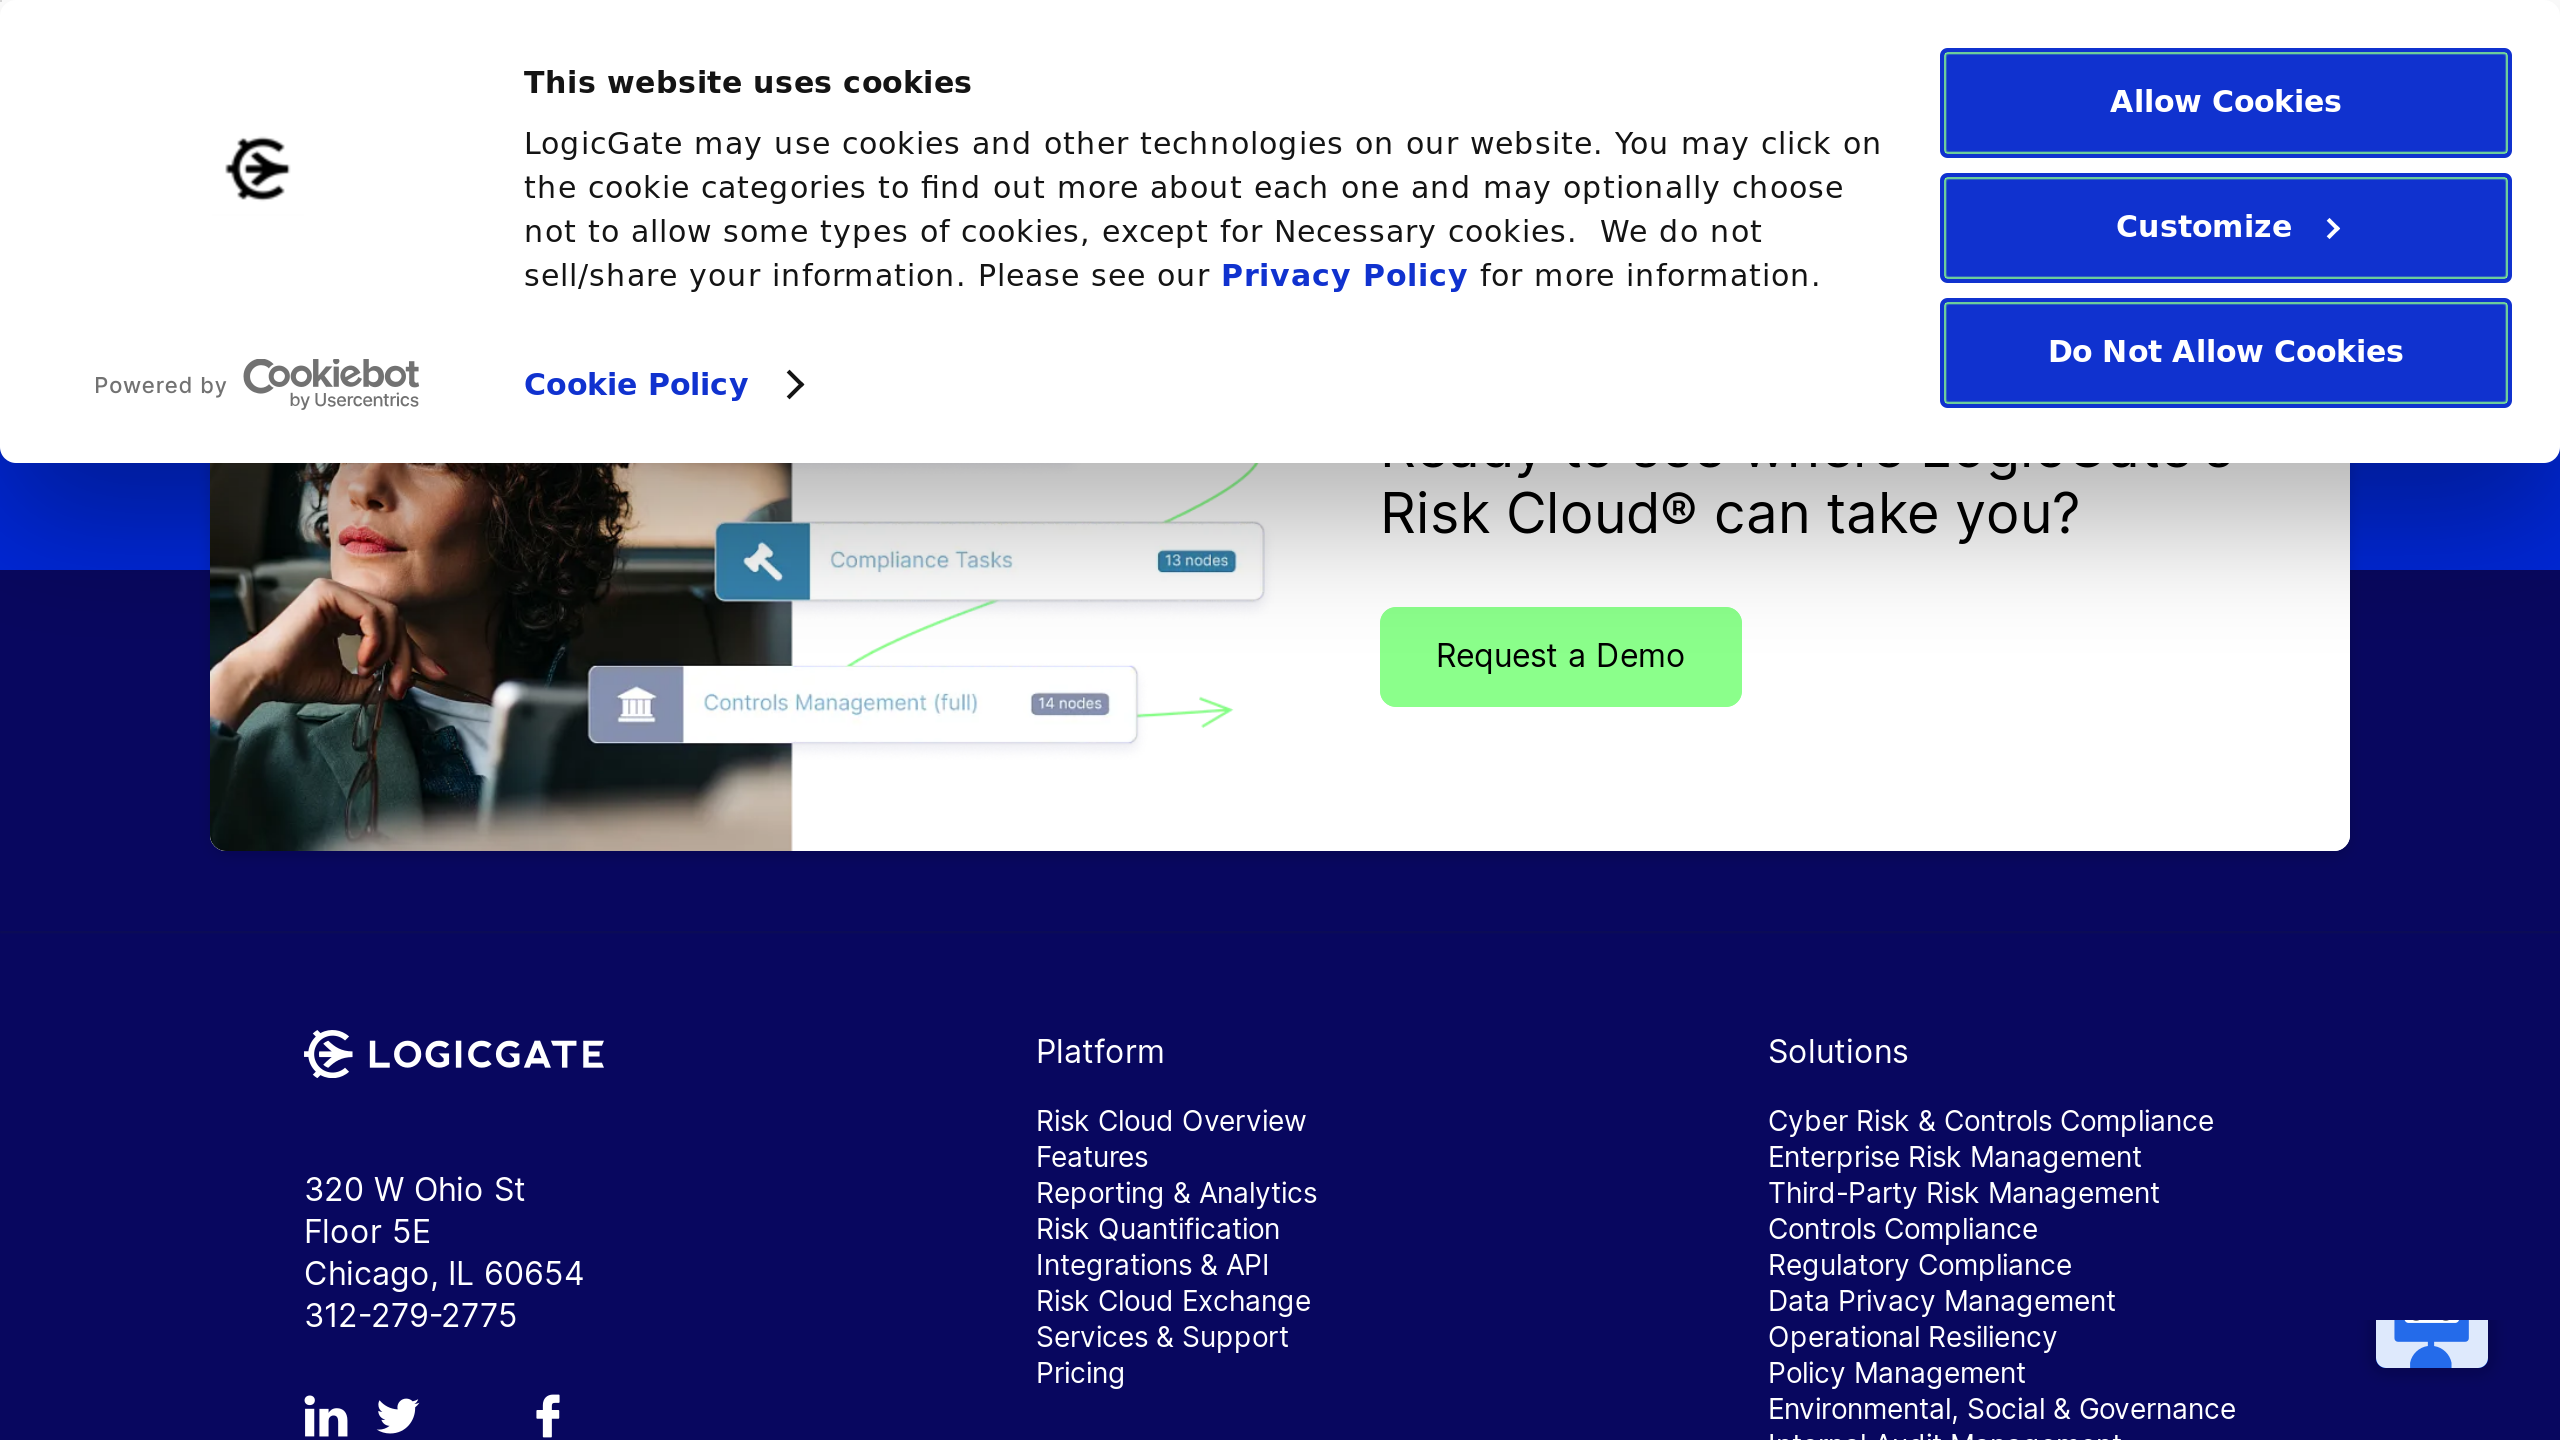 This website uses cookies
LogicGate may use cookies and other technologies on our website. You may click on
the cookie categories to find out more about each one and may optionally choose
not to allow some types of cookies, except for Necessary cookies.  We do not
sell/share your information. Please see our Privacy Policy for more information.
Cookie Policy
Powered by Cookiebot
by Usercentrics
Allow Cookies
Customize
Do Not Allow Cookies
Risk Cloud® can take you?
Request a Demo
Compliance Tasks 13 nodes
Controls Management (full) 14 nodes
LOGICGATE
320 W Ohio St
Floor 5E
Chicago, IL 60654
312-279-2775
Platform
Risk Cloud Overview
Features
Reporting & Analytics
Risk Quantification
Integrations & API
Risk Cloud Exchange
Services & Support
Pricing
Solutions
Cyber Risk & Controls Compliance
Enterprise Risk Management
Third-Party Risk Management
Controls Compliance
Regulatory Compliance
Data Privacy Management
Operational Resiliency
Policy Management
Environmental, Social & Governance